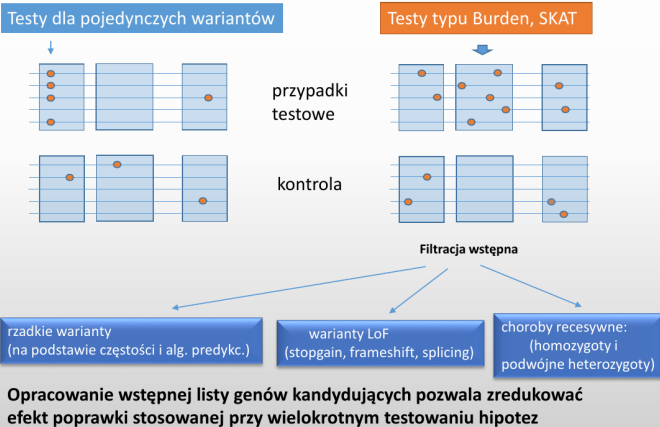 Testy dla pojedynczych wariantów
Testy typu Burden, SKAT
przypadki
testowe
kontrola
Filtracja wstępna
rzadkie warianty
(na podstawie częstości i alg. predykc.)
warianty LoF
(stopgain, frameshift, splicing)
choroby recesywne:
(homozygoty i
podwójne heterozygoty)
Opracowanie wstępnej listy genów kandydujących pozwala zredukować
efekt poprawki stosowanej przy wielokrotnym testowaniu hipotez